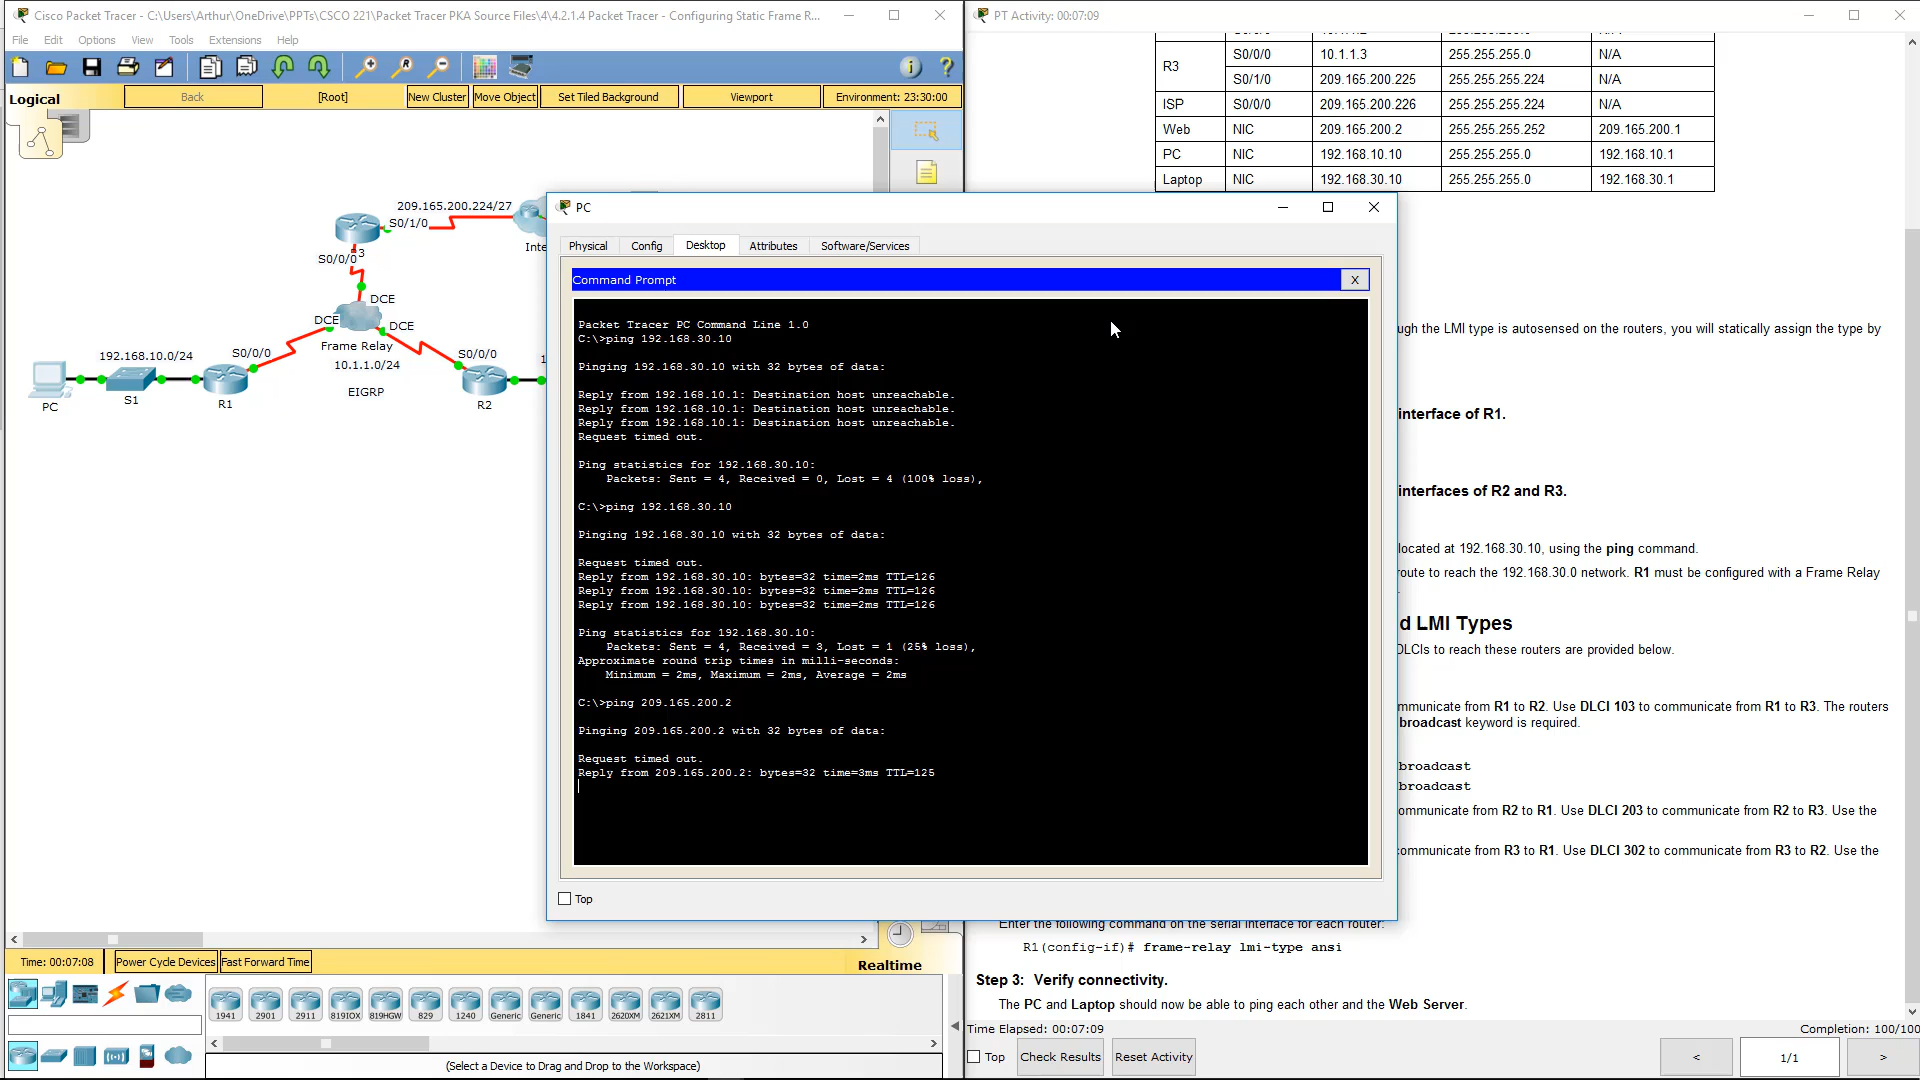 Cisco Packet Tracer - C:\Users\Arthur\OneDrive\PPTs\CSCO 221\Packet Tracer PKA Source Files\4\4.2.1.4 Packet Tracer - Configuring Static Frame R...
File Edit Options View Tools Extensions Help
Logical Back [Root] New Cluster Move Object Set Tiled Background Viewport Environment: 23:30:00
209.165.200.224/27
S0/1/0
Inte
S0/0/0
3
DCE
DCE
DCE
Frame Relay
192.168.10.0/24
S0/0/0
S0/0/0
10.1.1.0/24
EIGRP
PC
S1
R1
R2
1
PT Activity: 00:07:09
R3 S0/0/0 10.1.1.3 255.255.255.0 N/A
S0/1/0 209.165.200.225 255.255.255.224 N/A
ISP S0/0/0 209.165.200.226 255.255.255.224 N/A
Web NIC 209.165.200.2 255.255.255.252 209.165.200.1
PC NIC 192.168.10.10 255.255.255.0 192.168.10.1
Laptop NIC 192.168.30.10 255.255.255.0 192.168.30.1
PC
Physical Config Desktop Attributes Software/Services
Command Prompt X
Packet Tracer PC Command Line 1.0
C:\>ping 192.168.30.10
Pinging 192.168.30.10 with 32 bytes of data:
Reply from 192.168.10.1: Destination host unreachable.
Reply from 192.168.10.1: Destination host unreachable.
Reply from 192.168.10.1: Destination host unreachable.
Request timed out.
Ping statistics for 192.168.30.10:
Packets: Sent = 4, Received = 0, Lost = 4 (100% loss),
C:\>ping 192.168.30.10
Pinging 192.168.30.10 with 32 bytes of data:
Request timed out.
Reply from 192.168.30.10: bytes=32 time=2ms TTL=126
Reply from 192.168.30.10: bytes=32 time=2ms TTL=126
Reply from 192.168.30.10: bytes=32 time=2ms TTL=126
Ping statistics for 192.168.30.10:
Packets: Sent = 4, Received = 3, Lost = 1 (25% loss),
Approximate round trip times in milli-seconds:
Minimum = 2ms, Maximum = 2ms, Average = 2ms
C:\>ping 209.165.200.2
Pinging 209.165.200.2 with 32 bytes of data:
Request timed out.
Reply from 209.165.200.2: bytes=32 time=3ms TTL=125
Top
ugh the LMI type is autosensed on the routers, you will statically assign the type by
interface of R1.
interfaces of R2 and R3.
located at 192.168.30.10, using the ping command.
route to reach the 192.168.30.0 network. R1 must be configured with a Frame Relay
d LMI Types
DLCIs to reach these routers are provided below.
mmunicate from R1 to R2. Use DLCI 103 to communicate from R1 to R3. The routers
broadcast keyword is required.
broadcast
broadcast
ommunicate from R2 to R1. Use DLCI 203 to communicate from R2 to R3. Use the
ommunicate from R3 to R1. Use DLCI 302 to communicate from R3 to R2. Use the
Enter the following command on the serial interface for each router:
R1(config-if)# frame-relay lmi-type ansi
Step 3: Verify connectivity.
The PC and Laptop should now be able to ping each other and the Web Server.
Time Elapsed: 00:07:09 Completion: 100/100
Top Check Results Reset Activity < 1/1 >
Time: 00:07:08 Power Cycle Devices Fast Forward Time Realtime
1941 2901 2911 819IOX 819HGW 829 1240 Generic Generic 1841 2620XM 2621XM 2811
(Select a Device to Drag and Drop to the Workspace)